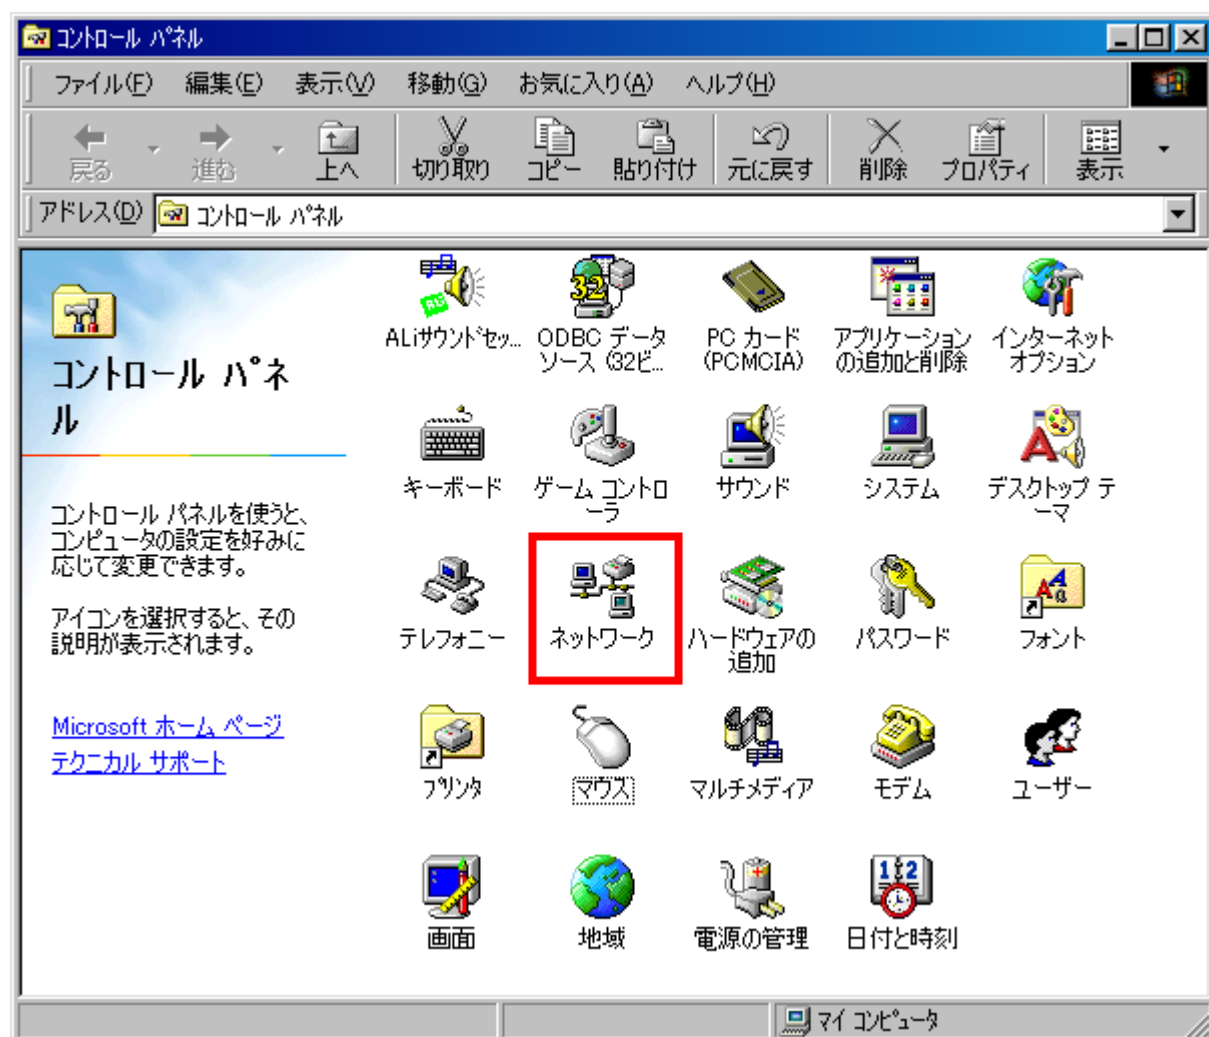 コントロール パネル
ファイル(F) 編集(E) 表示(V) 移動(G) お気に入り(A) ヘルプ(H)
戻る 進む 上へ 切り取り コピー 貼り付け 元に戻す 削除 プロパティ 表示
アドレス(D) コントロール パネル
コントロール パネ
ル
コントロール パネルを使うと、
コンピュータの設定を好みに
応じて変更できます。
アイコンを選択すると、その
説明が表示されます。
Microsoft ホーム ページ
テクニカル サポート
ALi
ALiサウンドセッ...
32
ODBC データ
ソース (32ビ...
PC カード
(PCMCIA)
アプリケーション
の追加と削除
インターネット
オプション
キーボード
ゲーム コントロ
ーラ
サウンド
システム
デスクトップ テ
ーマ
テレフォニー
ネットワーク
ハードウェアの
追加
パスワード
フォント
プリンタ
マウス
マルチメディア
モデム
ユーザー
画面
地域
電源の管理
日付と時刻
マイ コンピュータ